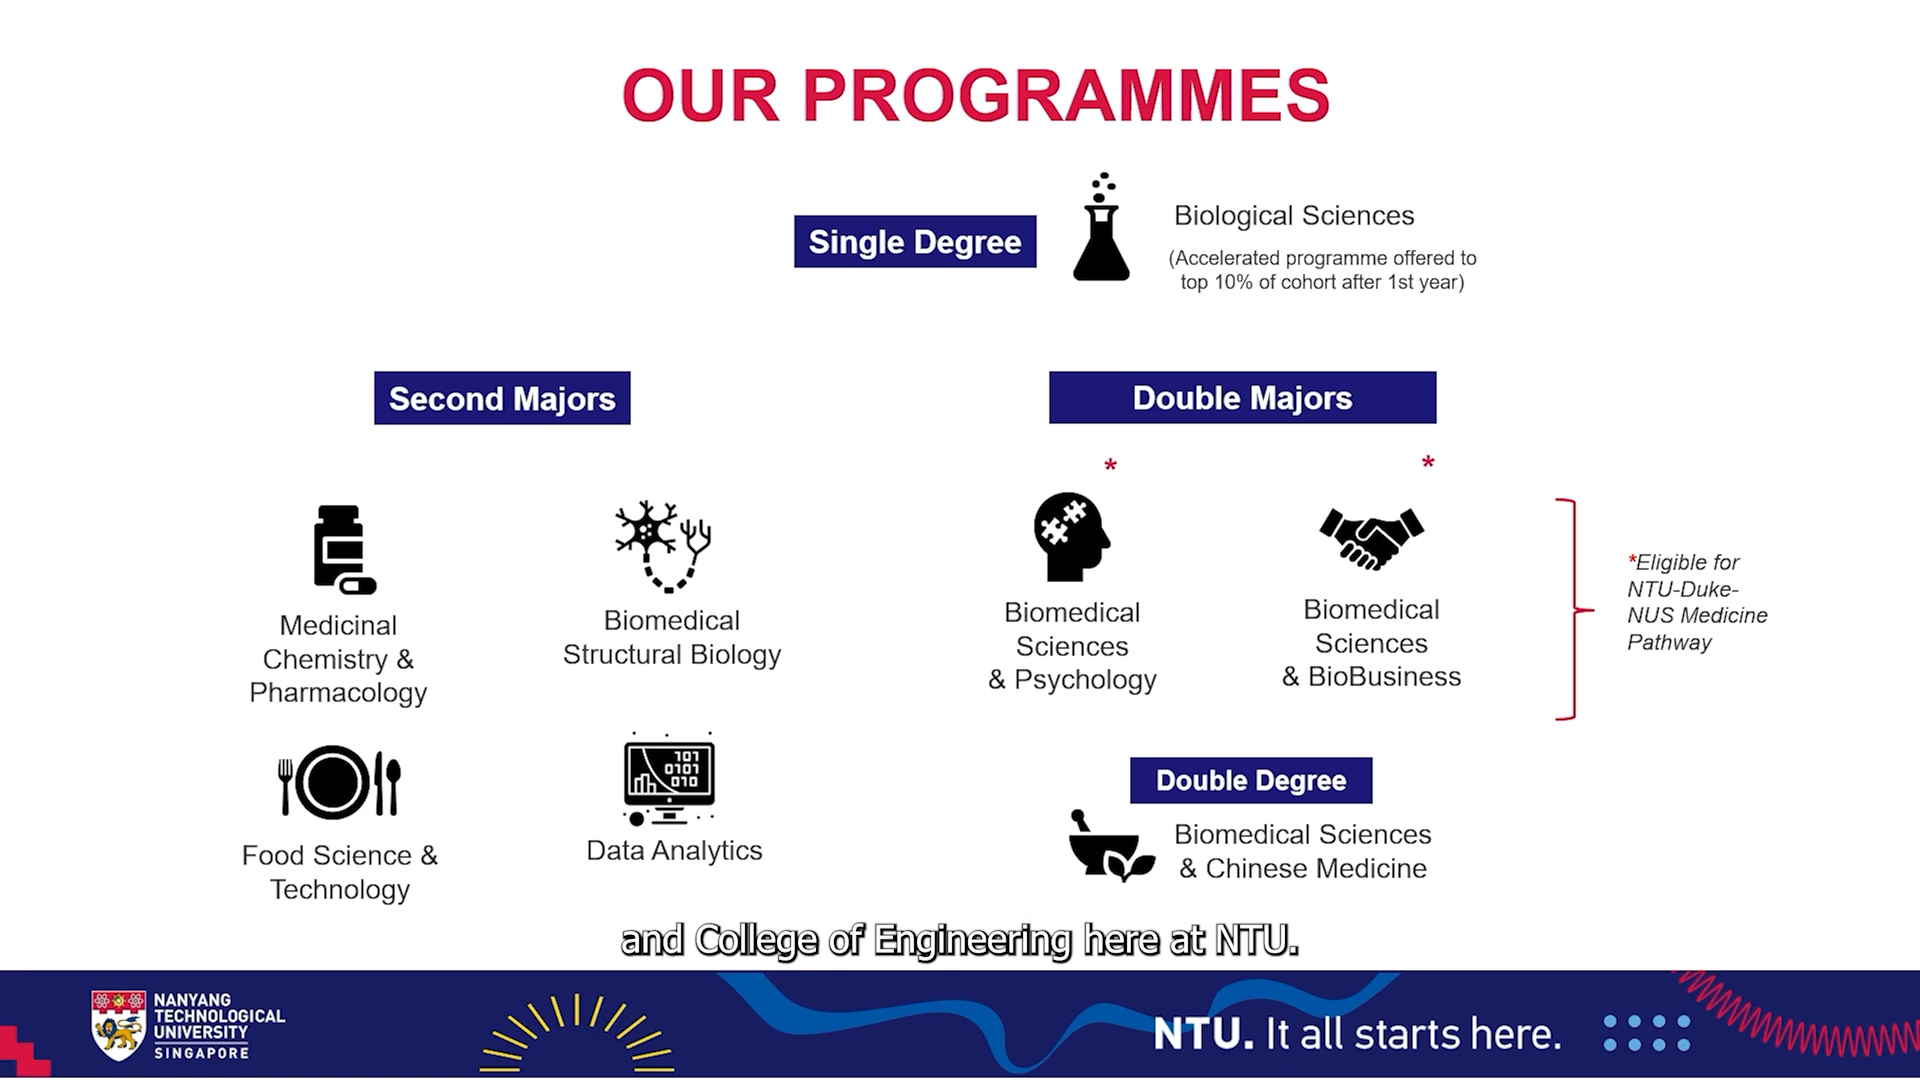 OUR PROGRAMMES
Single Degree
Biological Sciences
(Accelerated programme offered to
top 10% of cohort after 1st year)
Second Majors
Medicinal
Chemistry &
Pharmacology
Biomedical
Structural Biology
Food Science &
Technology
101
0101
010
Data Analytics
Double Majors
*
Biomedical
Sciences
& Psychology
*
Biomedical
Sciences
& BioBusiness
*Eligible for
NTU-Duke-
NUS Medicine
Pathway
Double Degree
Biomedical Sciences
& Chinese Medicine
and College of Engineering here at NTU.
NANYANG
TECHNOLOGICAL
UNIVERSITY
SINGAPORE
NTU. It all starts here.